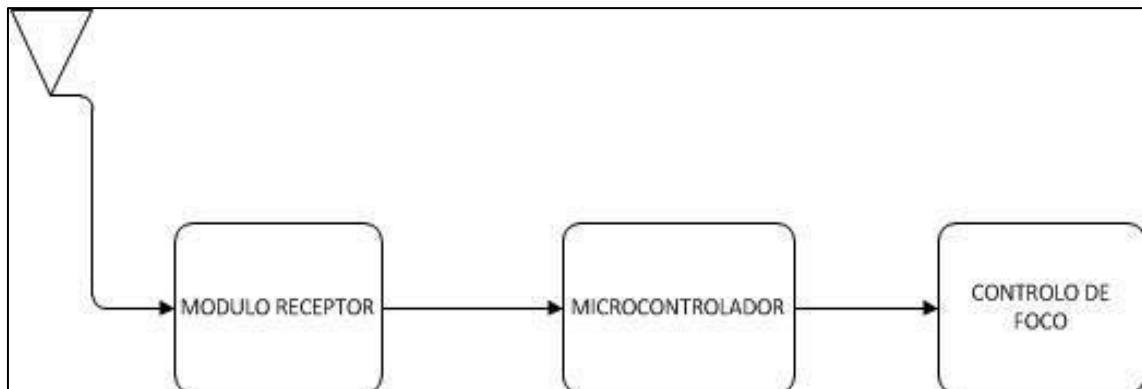 MODULO RECEPTOR
MICROCONTROLADOR
CONTROLO DE
FOCO